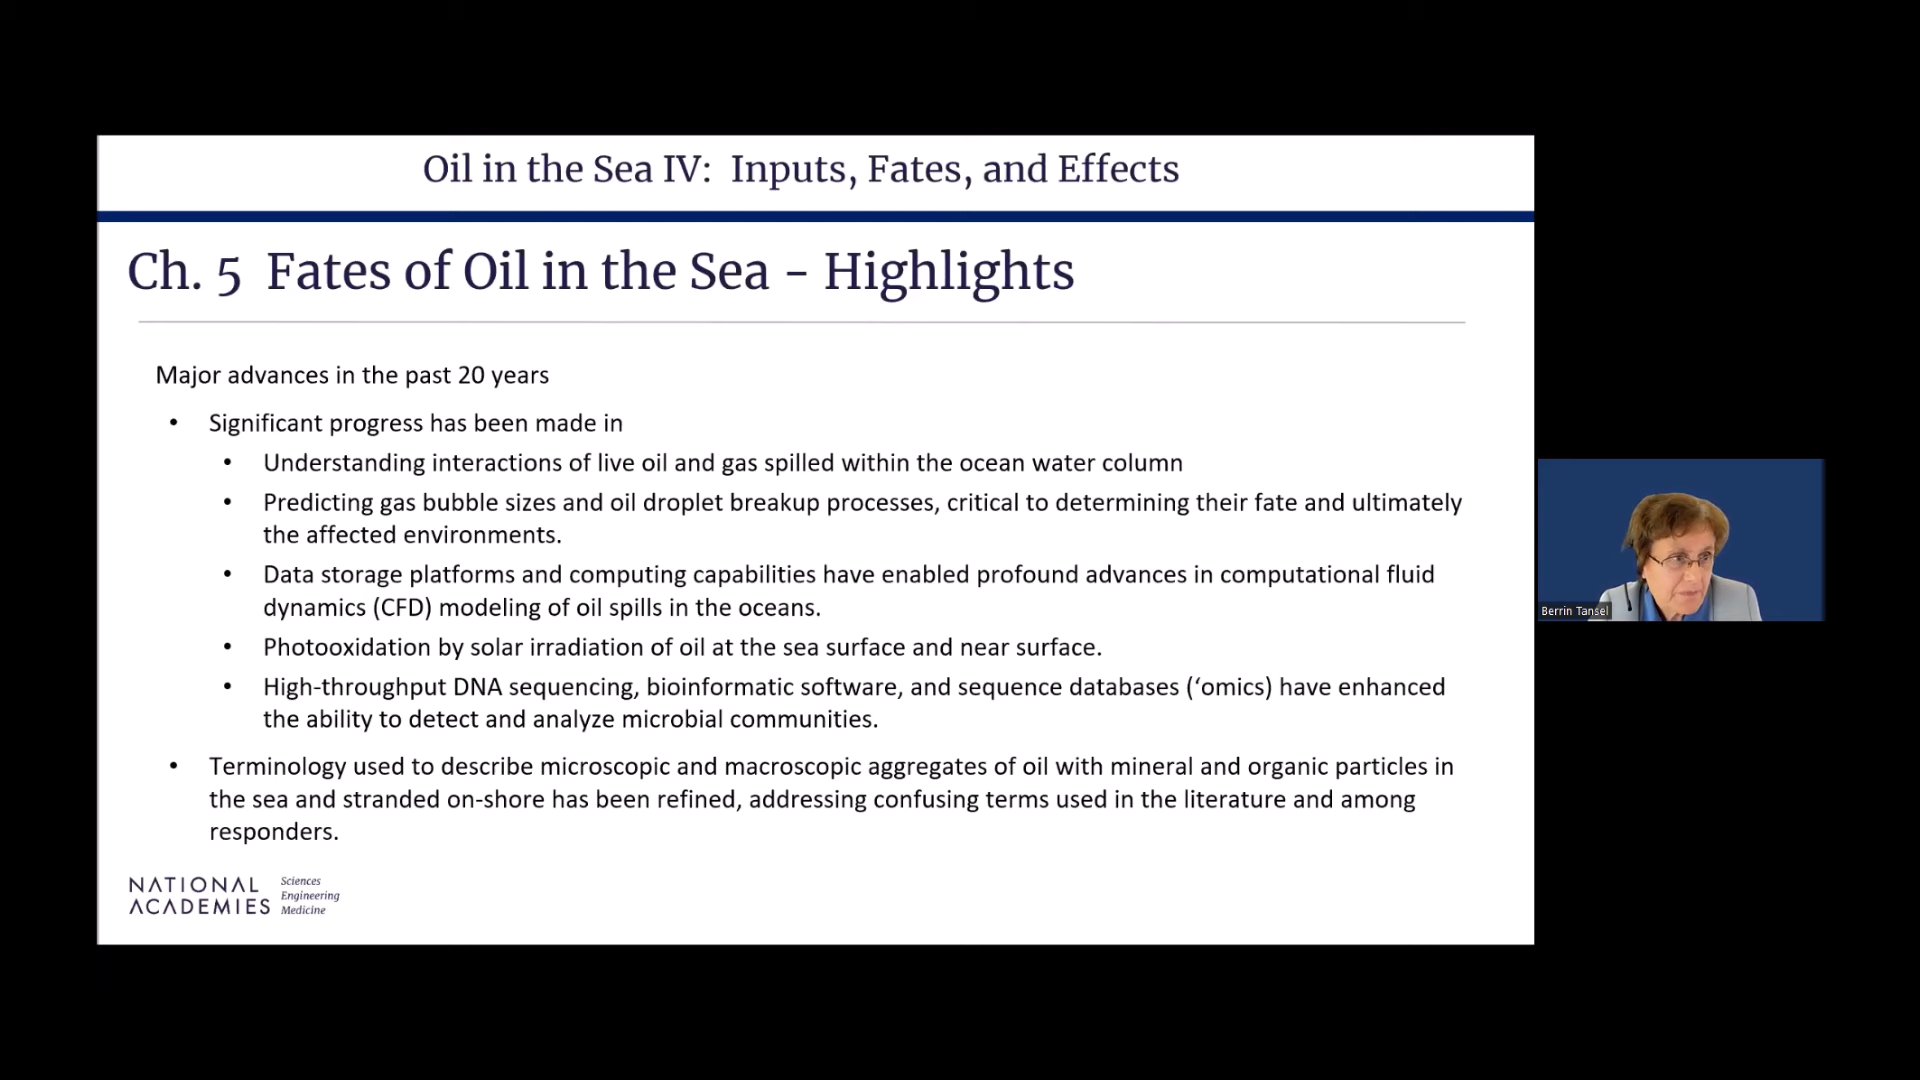 Oil in the Sea IV:  Inputs, Fates, and Effects
Ch. 5  Fates of Oil in the Sea - Highlights
Major advances in the past 20 years
• Significant progress has been made in
• Understanding interactions of live oil and gas spilled within the ocean water column
• Predicting gas bubble sizes and oil droplet breakup processes, critical to determining their fate and ultimately
the affected environments.
• Data storage platforms and computing capabilities have enabled profound advances in computational fluid
dynamics (CFD) modeling of oil spills in the oceans.
• Photooxidation by solar irradiation of oil at the sea surface and near surface.
• High-throughput DNA sequencing, bioinformatic software, and sequence databases (‘omics) have enhanced
the ability to detect and analyze microbial communities.
• Terminology used to describe microscopic and macroscopic aggregates of oil with mineral and organic particles in
the sea and stranded on-shore has been refined, addressing confusing terms used in the literature and among
responders.
NATIONAL ACADEMIES
Sciences
Engineering
Medicine
Berrin Tansel